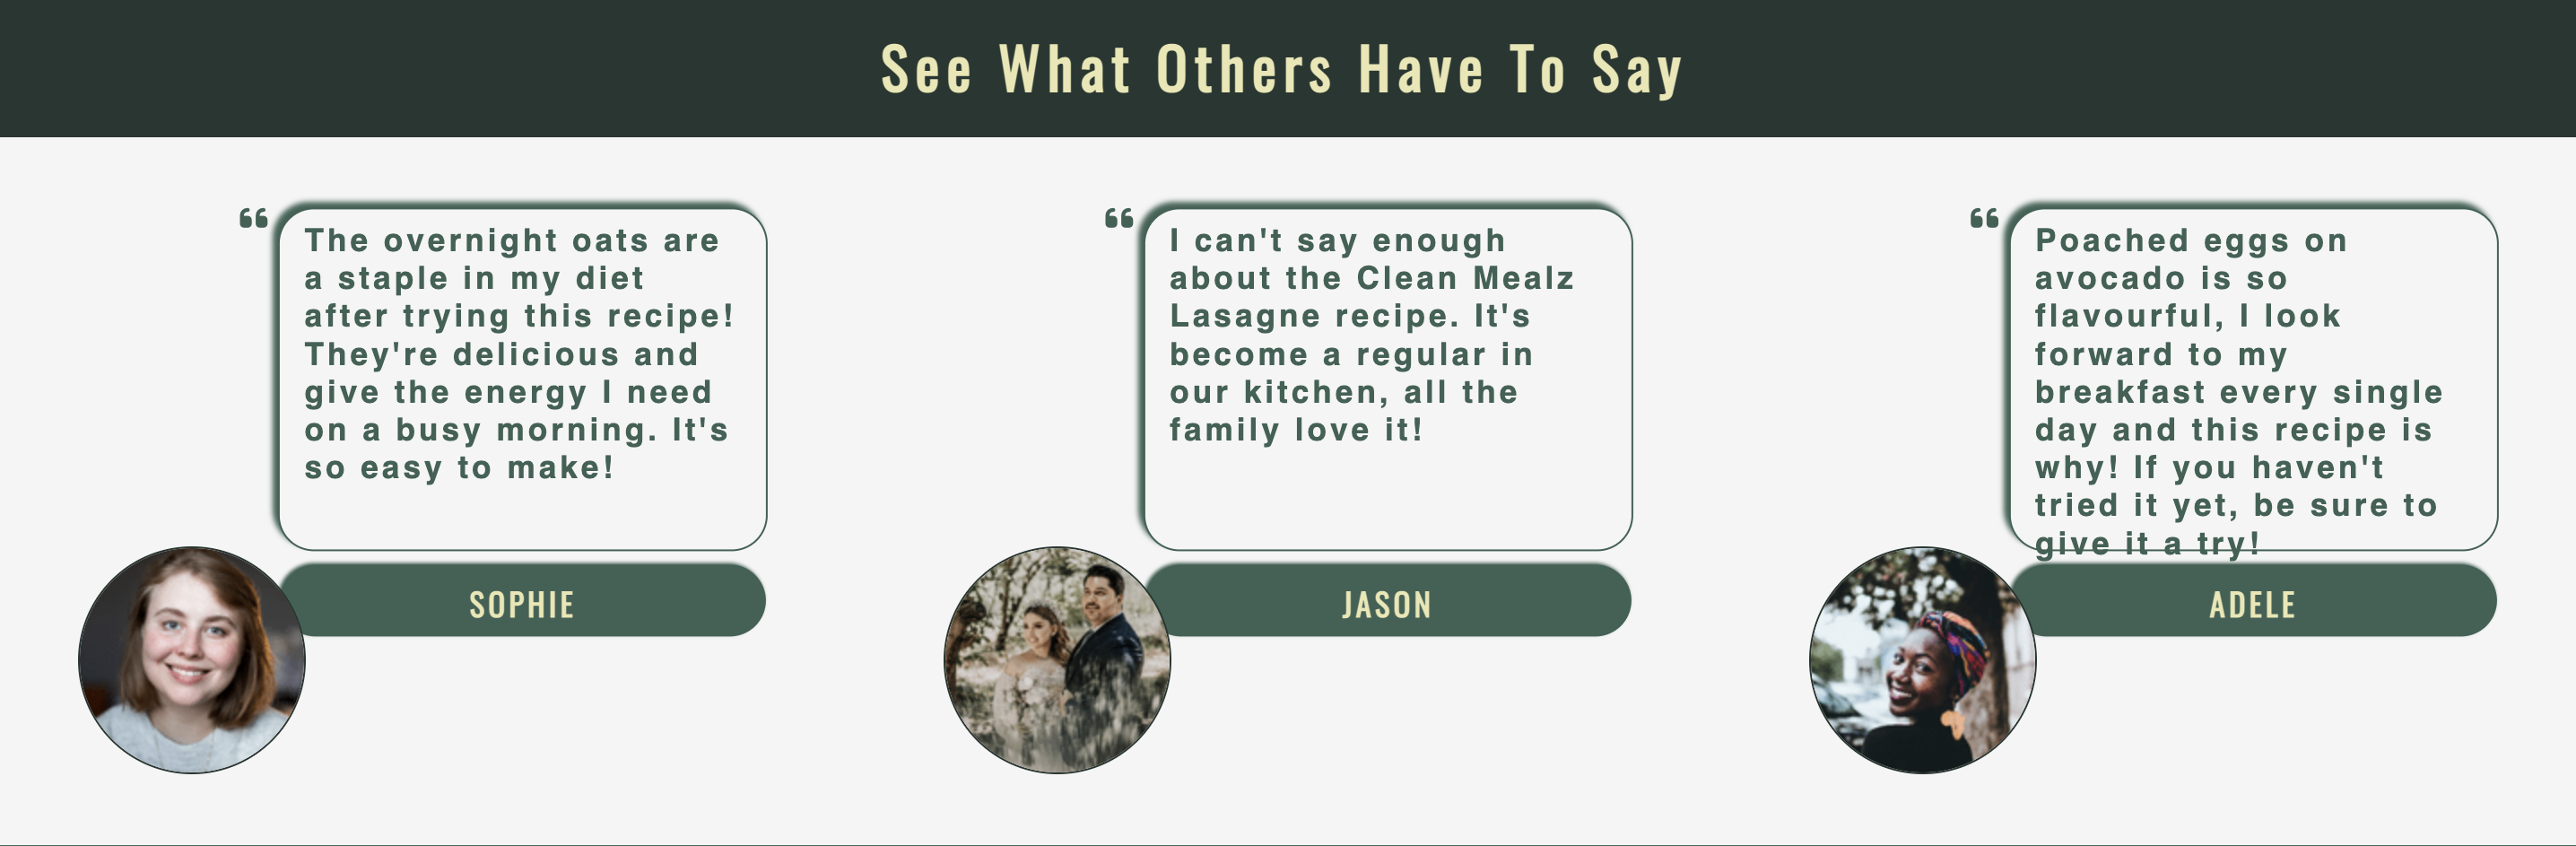 See What Others Have To Say
“
The overnight oats are
a staple in my diet
after trying this recipe!
They're delicious and
give the energy I need
on a busy morning. It's
so easy to make!
SOPHIE
“
I can't say enough
about the Clean Mealz
Lasagne recipe. It's
become a regular in
our kitchen, all the
family love it!
JASON
“
Poached eggs on
avocado is so
flavourful, I look
forward to my
breakfast every single
day and this recipe is
why! If you haven't
tried it yet, be sure to
give it a try!
ADELE